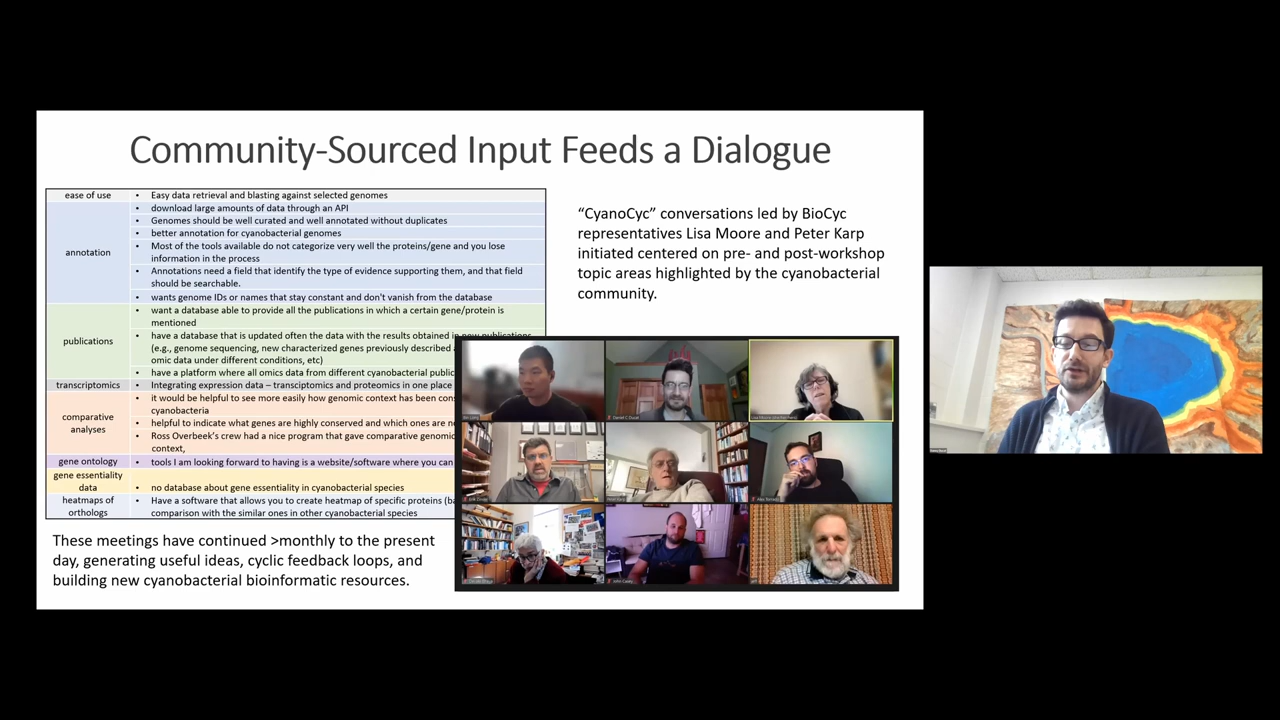 Community-Sourced Input Feeds a Dialogue
ease of use
• Easy data retrieval and blasting against selected genomes
annotation
• download large amounts of data through an API
• Genomes should be well curated and well annotated without duplicates
• better annotation for cyanobacterial genomes
• Most of the tools available do not categorize very well the proteins/gene and you lose
information in the process
• Annotations need a field that identify the type of evidence supporting them, and that field
should be searchable.
• wants genome IDs or names that stay constant and don't vanish from the database
publications
• want a database able to provide all the publications in which a certain gene/protein is
mentioned
• have a database that is updated often the data with the results obtained in new publications
(e.g., genome sequencing, new characterized genes previously described
omic data under different conditions, etc)
• have a platform where all omics data from different cyanobacterial
transcriptomics
• Integrating expression data – transciptomics and proteomics in one place
comparative
analyses
• it would be helpful to see more easily how genomic context has been
cyanobacteria
• helpful to indicate what genes are highly conserved and which ones are
• Ross Overbeek's crew had a nice program that gave comparative
context,
gene ontology
• tools I am looking forward to having is a website/software where you can
gene essentiality
data
• no database about gene essentiality in cyanobacterial species
heatmaps of
orthologs
• Have a software that allows you to create heatmap of specific proteins
comparison with the similar ones in other cyanobacterial species
“CyanoCyc” conversations led by BioCyc
representatives Lisa Moore and Peter Karp
initiated centered on pre- and post-workshop
topic areas highlighted by the cyanobacterial
community.
These meetings have continued >monthly to the present
day, generating useful ideas, cyclic feedback loops, and
building new cyanobacterial bioinformatic resources.